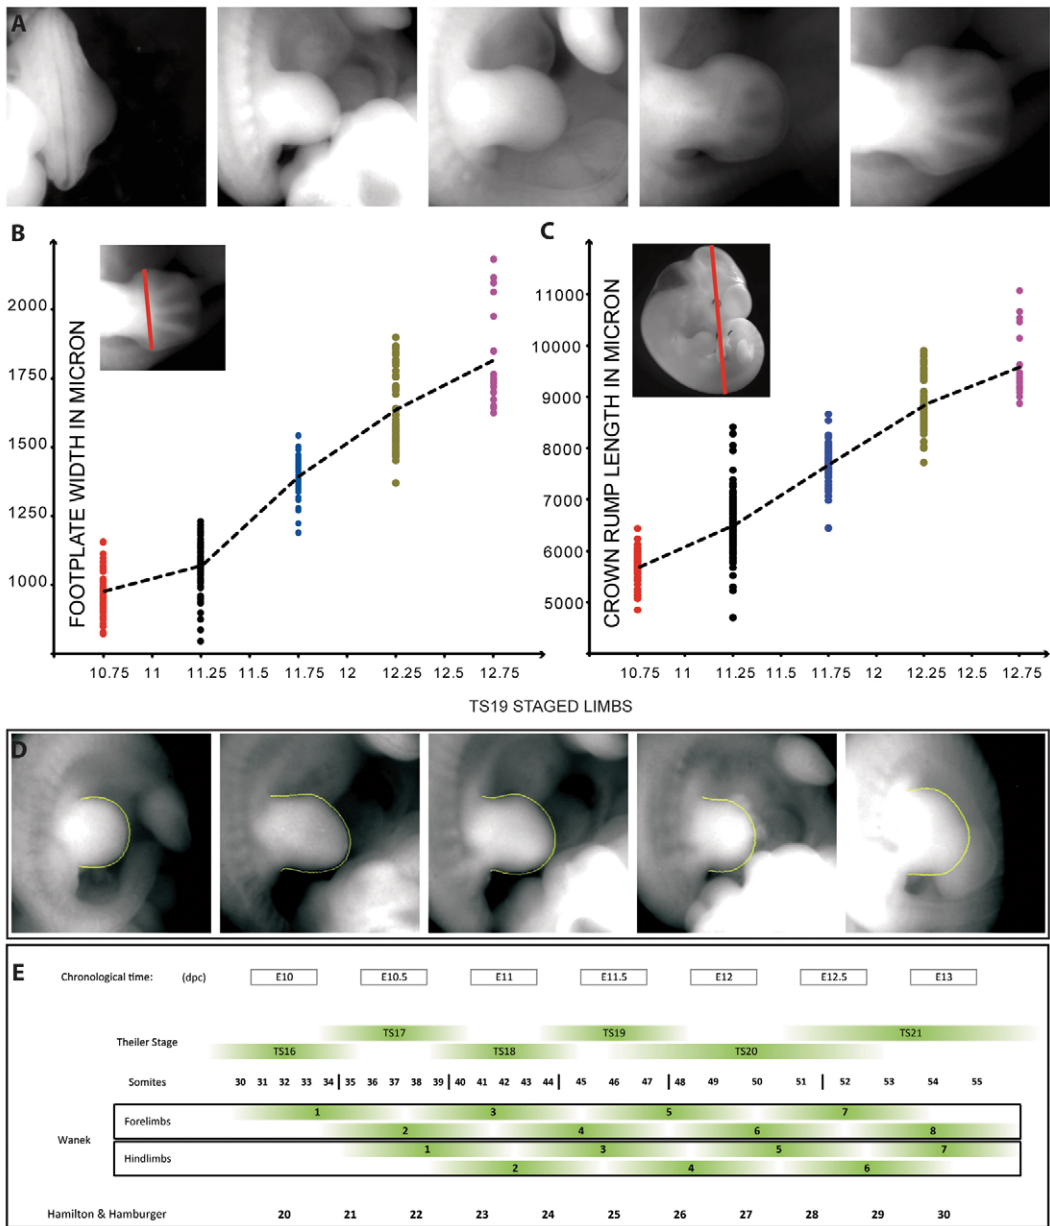 A
B
FOOTPLATE WIDTH IN MICRON
2000
1750
1500
1250
1000
10.75 11 11.25 11.5 11.75 12 12.25 12.5 12.75
C
CROWN RUMP LENGTH IN MICRON
11000
10000
9000
8000
7000
6000
5000
10.75 11 11.25 11.5 11.75 12 12.25 12.5 12.75
TS19 STAGED LIMBS
D
E
Chronological time: (dpc) E10 E10.5 E11 E11.5 E12 E12.5 E13
TS17 TS19 TS21
Theiler Stage
TS16 TS18 TS20
Somites 30 31 32 33 34 35 36 37 38 39 40 41 42 43 44 45 46 47 48 49 50 51 52 53 54 55
1 3 5 7
Forelimbs
2 4 6 8
Wanek
1 3 5 7
Hindlimbs
2 4 6
Hamilton & Hamburger 20 21 22 23 24 25 26 27 28 29 30